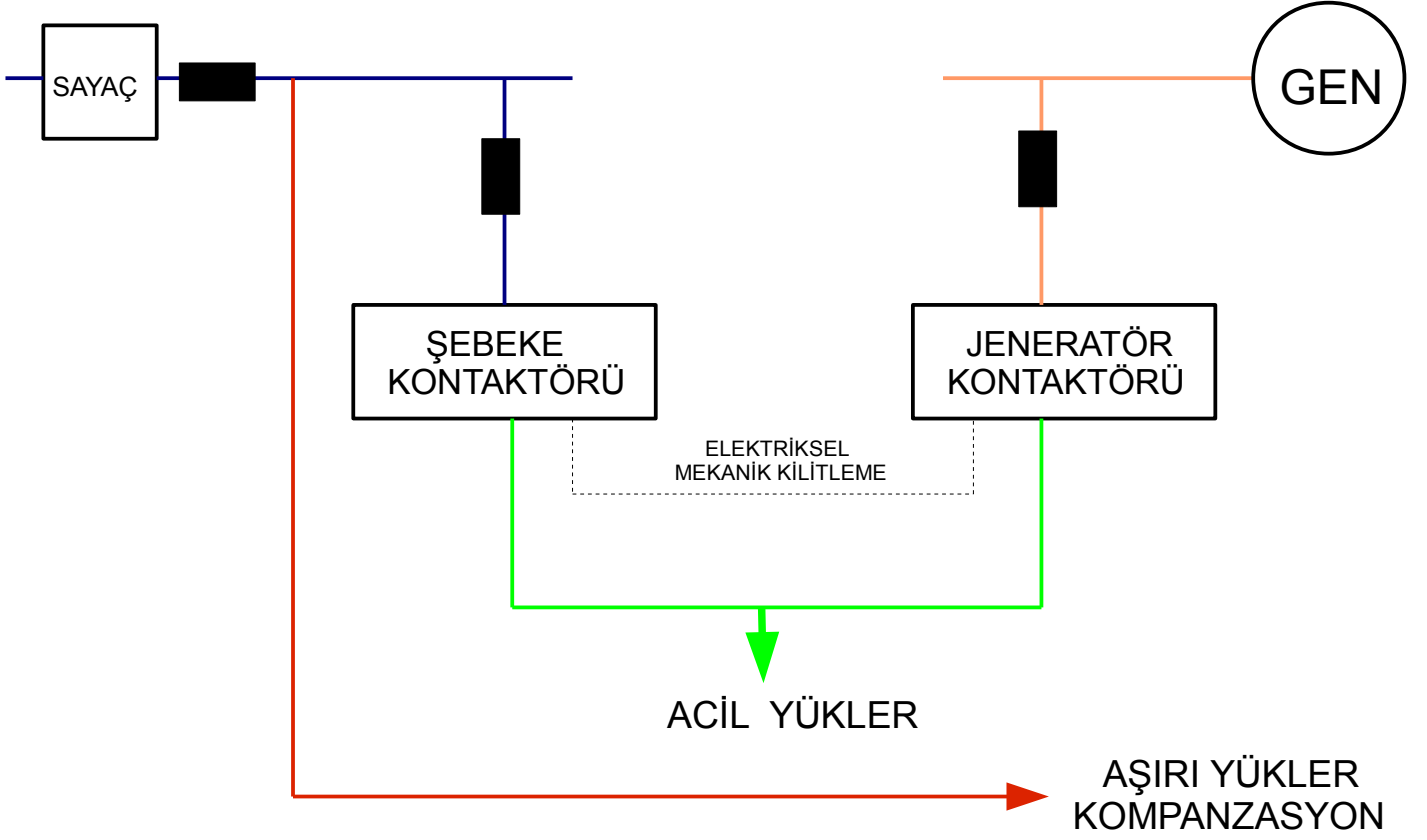 SAYAÇ
GEN
ŞEBEKE
KONTAKTÖRÜ
JENERATÖR
KONTAKTÖRÜ
ELEKTRİKSEL
MEKANİK KİLİTLEME
ACİL YÜKLER
AŞIRI YÜKLER
KOMPANZASYON